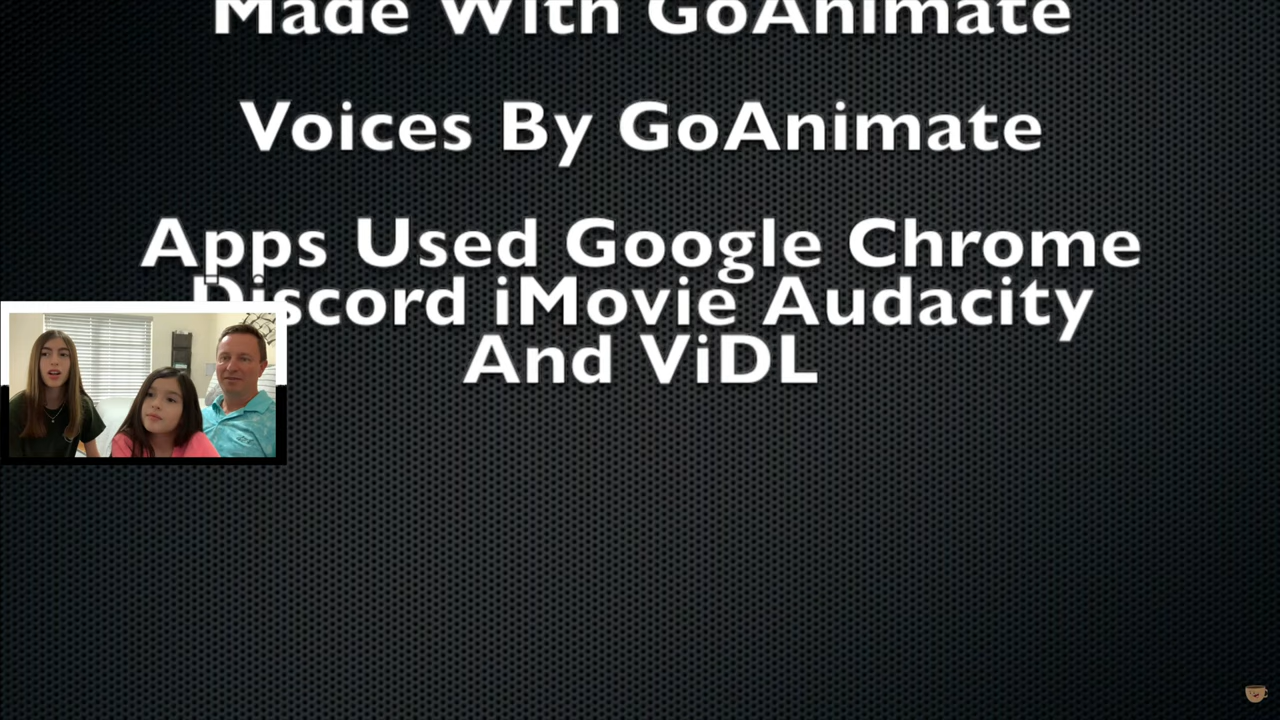 Made With GoAnimate
Voices By GoAnimate
Apps Used Google Chrome
Discord iMovie Audacity
And ViDL